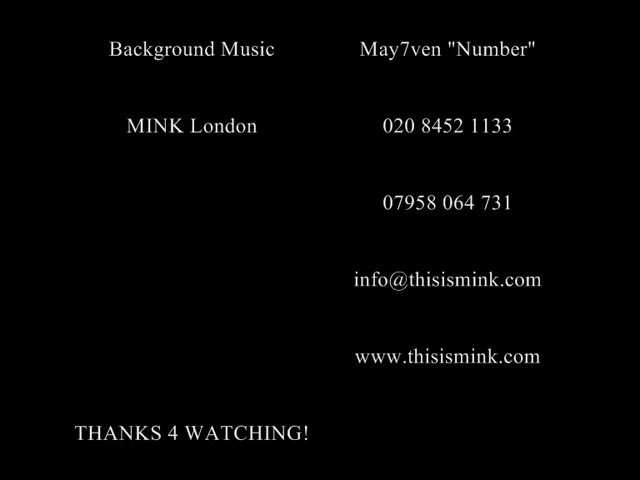 Background Music May7ven "Number"
MINK London 020 8452 1133
07958 064 731
info@thisismink.com
www.thisismink.com
THANKS 4 WATCHING!